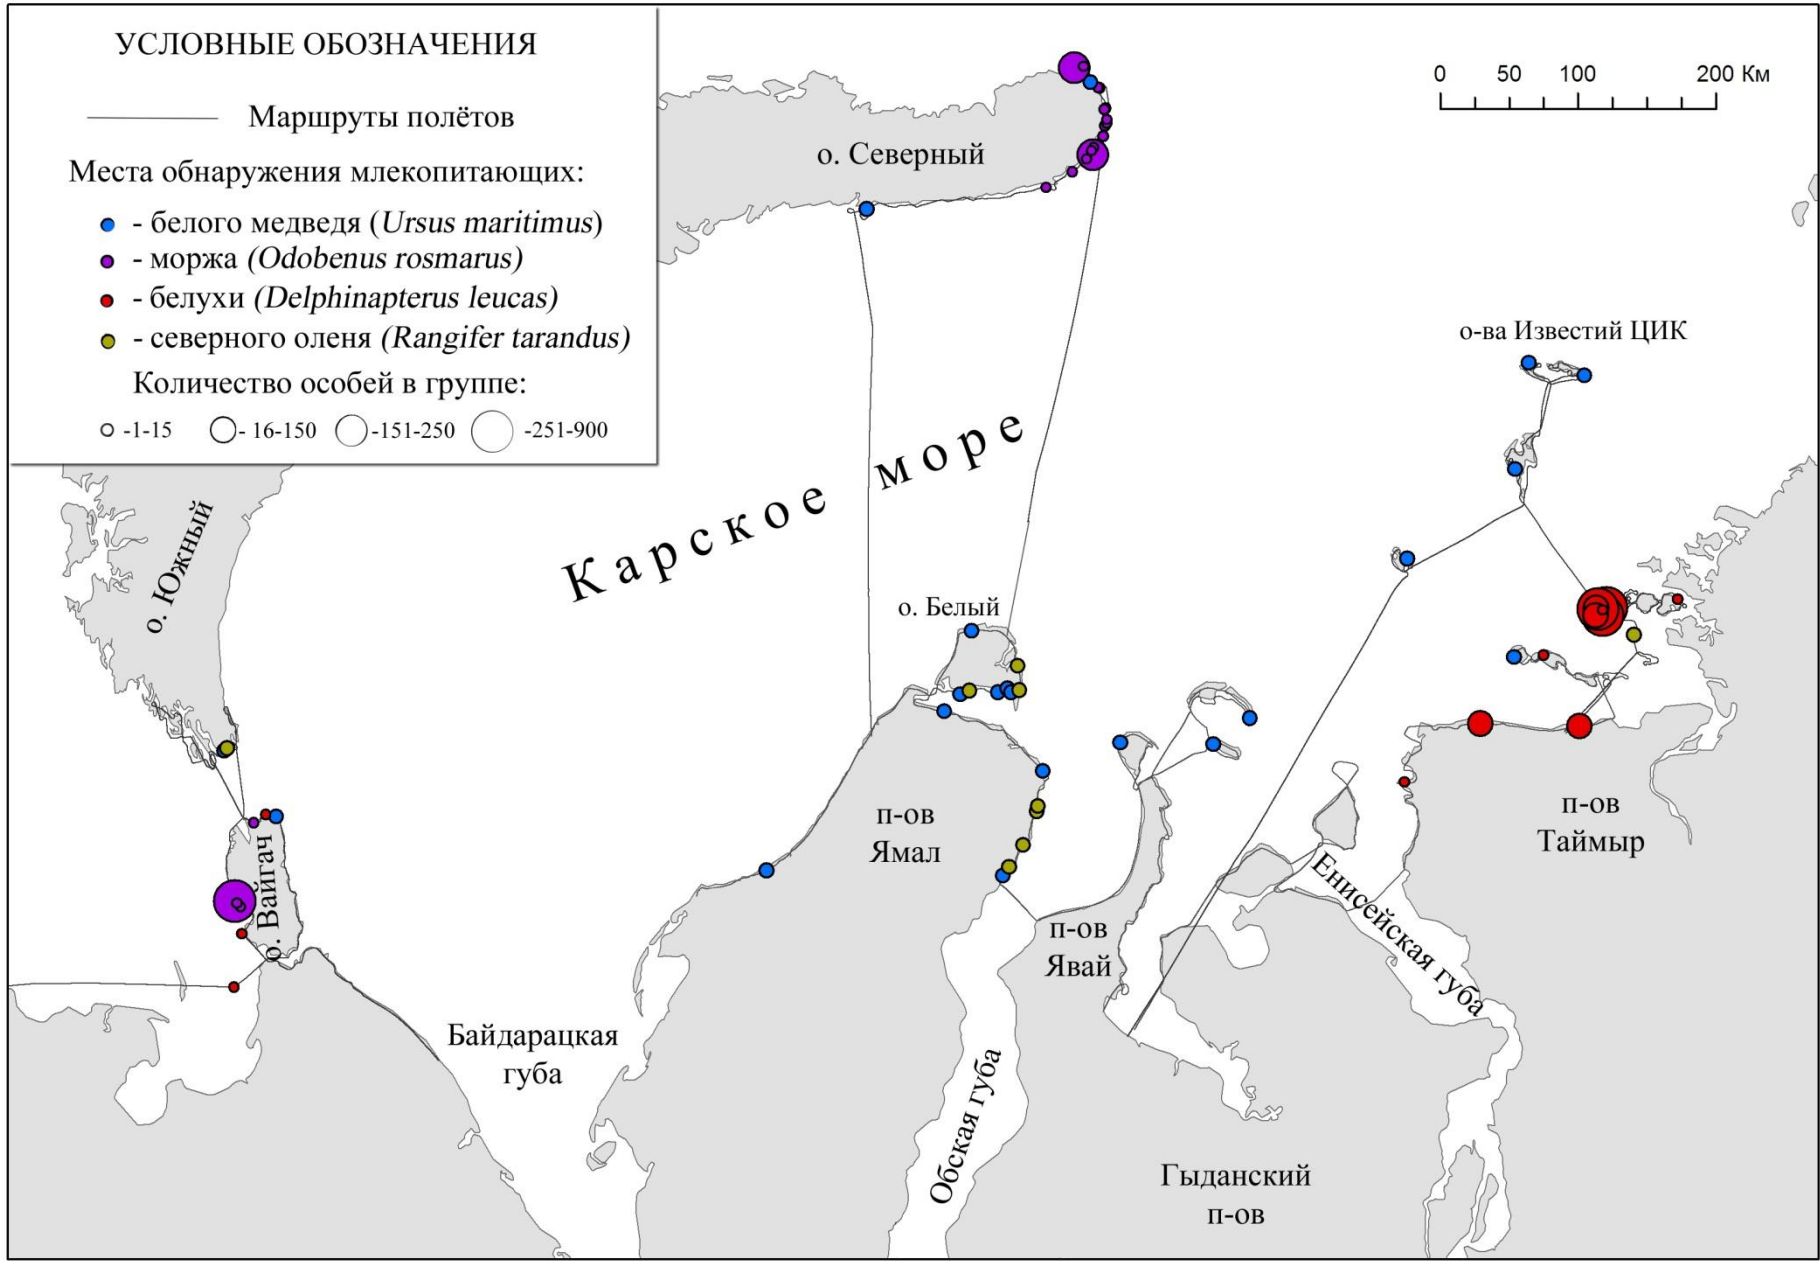 УСЛОВНЫЕ ОБОЗНАЧЕНИЯ
Маршруты полётов
Места обнаружения млекопитающих:
- белого медведя (Ursus maritimus)
- моржа (Odobenus rosmarus)
- белухи (Delphinapterus leucas)
- северного оленя (Rangifer tarandus)
Количество особей в группе:
-1-15 - 16-150 -151-250 -251-900
0 50 100 200 Км
о. Северный
о-ва Известий ЦИК
Карское море
о. Южный
о. Белый
п-ов
Ямал
п-ов
Таймыр
о. Вайгач
п-ов
Явай
Енисейская губа
Байдарацкая
губа
Обская губа
Гыданский
п-ов